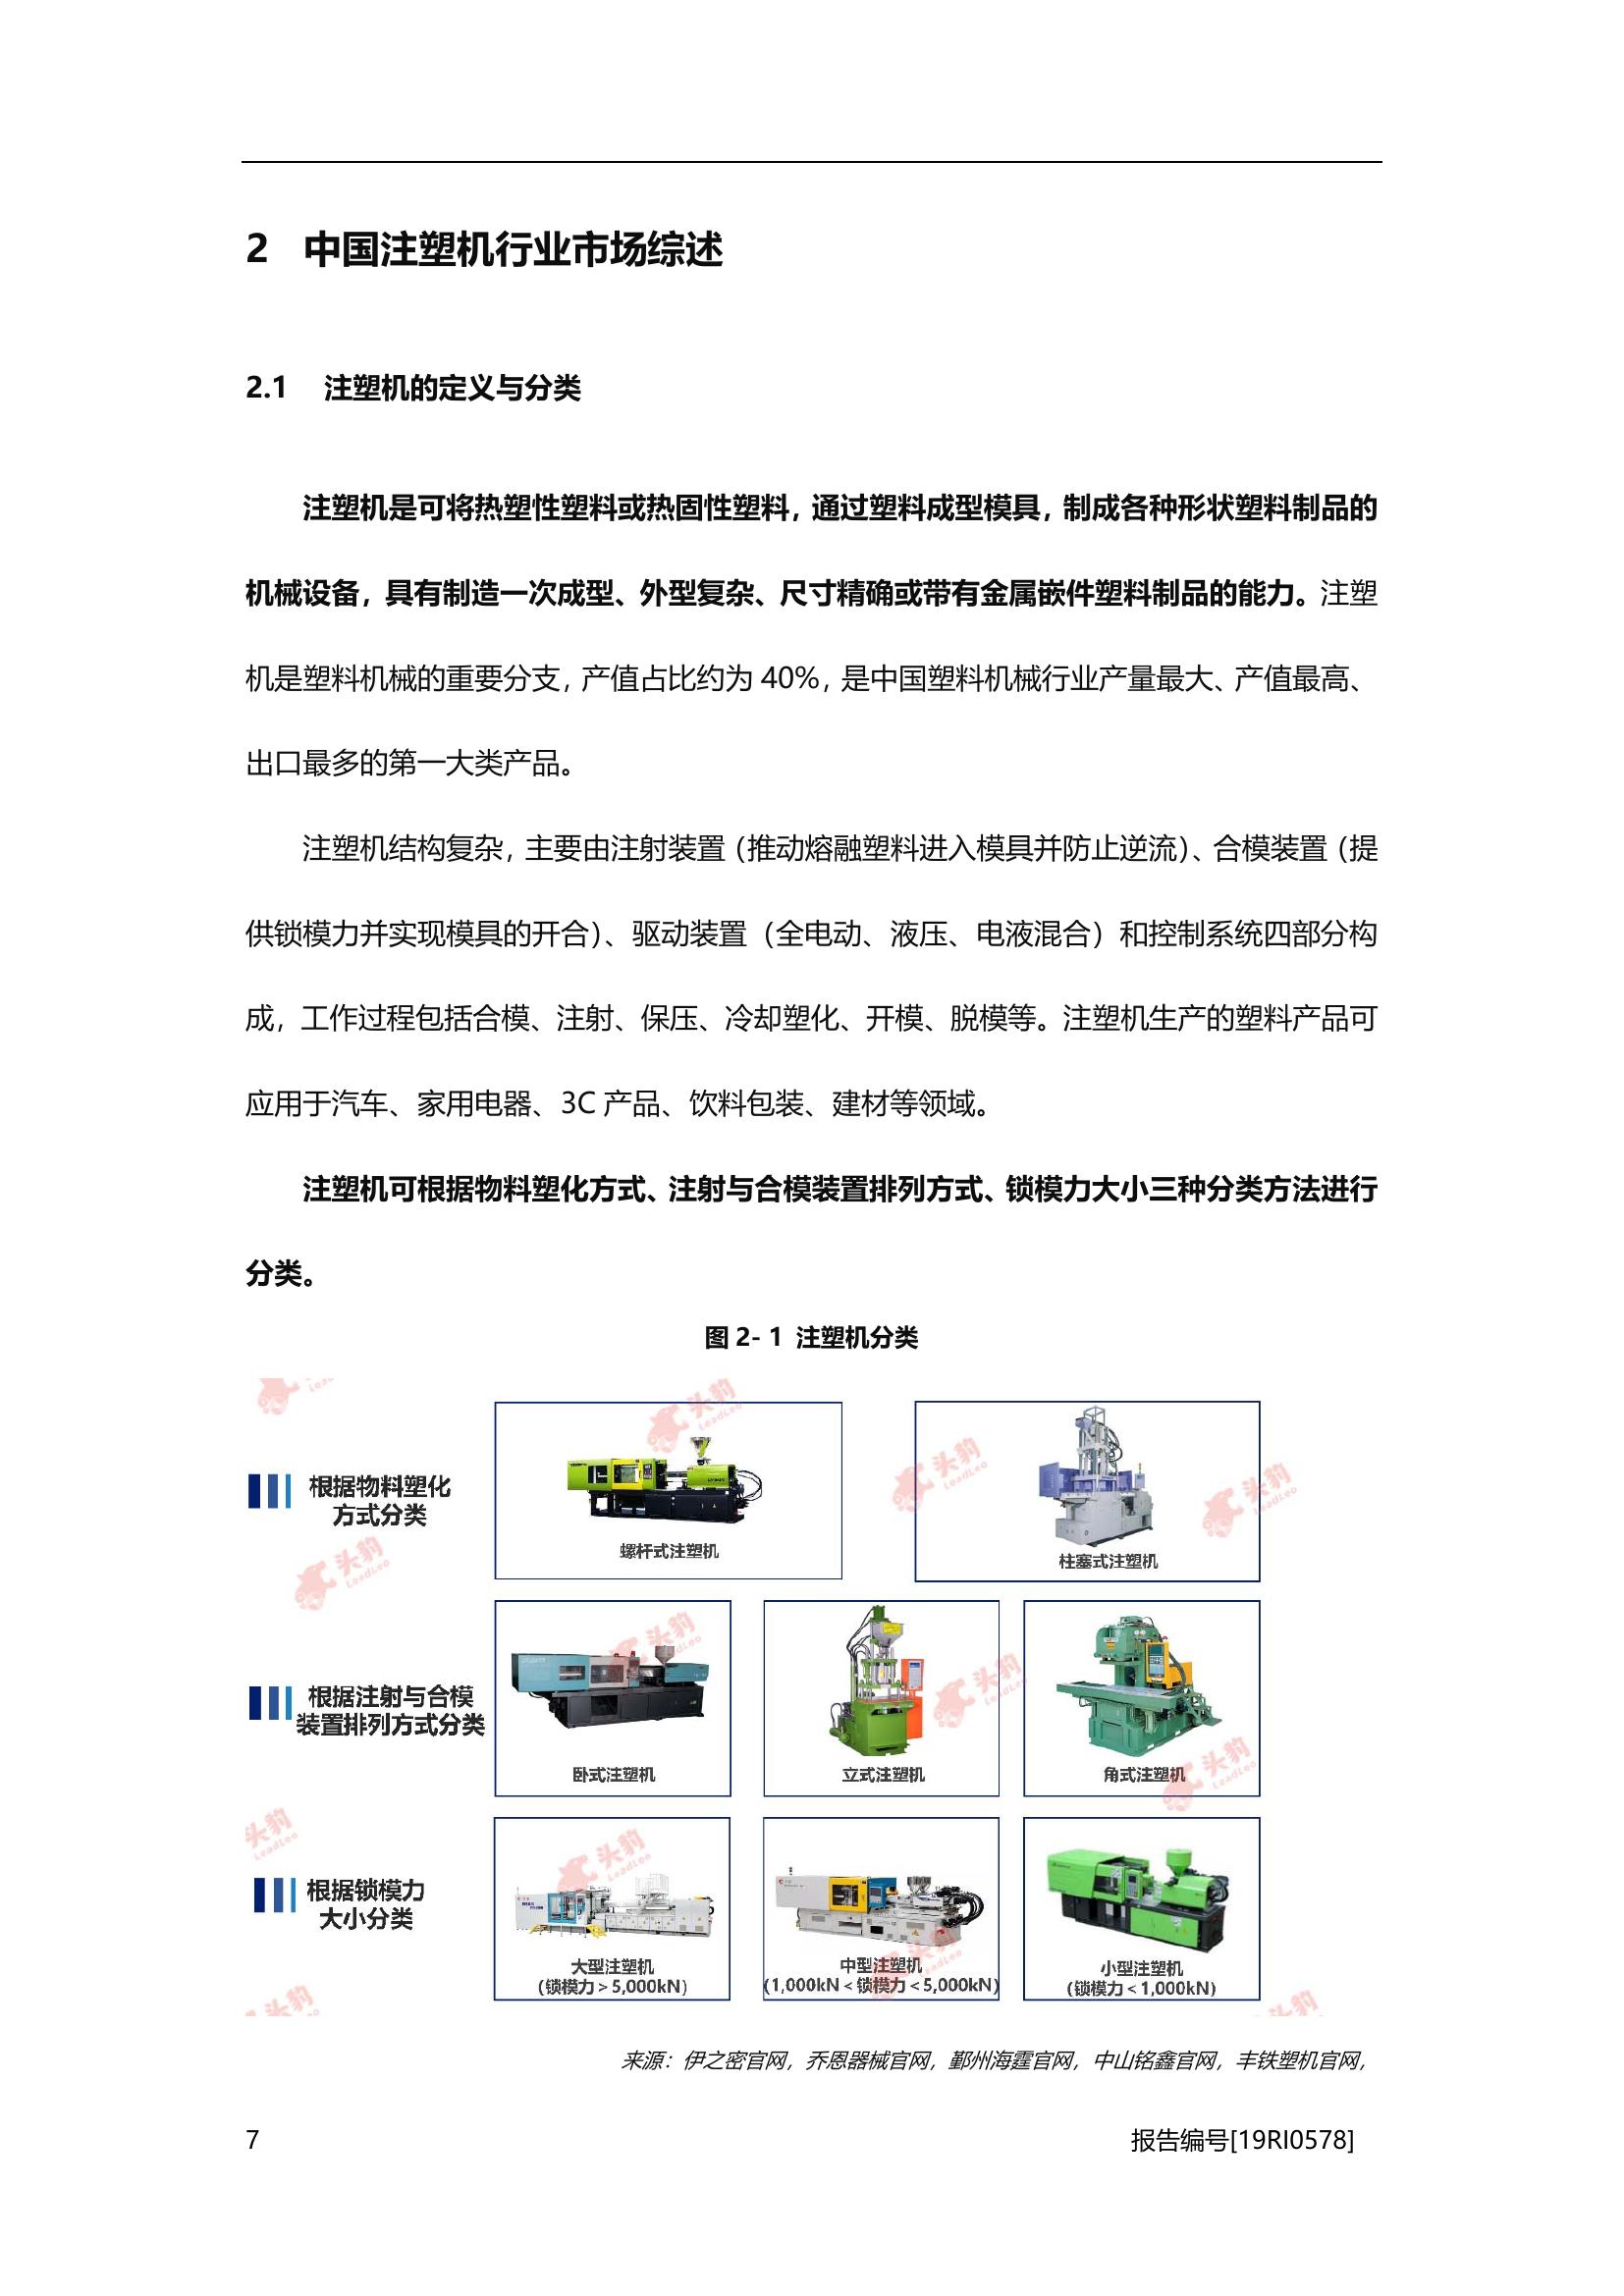 2 中国注塑机行业市场综述
2.1 注塑机的定义与分类
注塑机是可将热塑性塑料或热固性塑料，通过塑料成型模具，制成各种形状塑料制品的
机械设备，具有制造一次成型、外型复杂、尺寸精确或带有金属嵌件塑料制品的能力。注塑
机是塑料机械的重要分支，产值占比约为 40%，是中国塑料机械行业产量最大、产值最高、
出口最多的第一大类产品。
注塑机结构复杂，主要由注射装置（推动熔融塑料进入模具并防止逆流）、合模装置（提
供锁模力并实现模具的开合）、驱动装置（全电动、液压、电液混合）和控制系统四部分构
成，工作过程包括合模、注射、保压、冷却塑化、开模、脱模等。注塑机生产的塑料产品可
应用于汽车、家用电器、3C 产品、饮料包装、建材等领域。
注塑机可根据物料塑化方式、注射与合模装置排列方式、锁模力大小三种分类方法进行
分类。
图 2- 1 注塑机分类
根据物料塑化
方式分类
螺杆式注塑机
柱塞式注塑机
根据注射与合模
装置排列方式分类
卧式注塑机
立式注塑机
角式注塑机
根据锁模力
大小分类
大型注塑机
(锁模力＞5,000kN)
中型注塑机
(1,000kN＜锁模力＜5,000kN)
小型注塑机
(锁模力＜1,000kN)
头豹
LeadLeo
来源：伊之密官网，乔恩器械官网，鄞州海霆官网，中山铭鑫官网，丰铁塑机官网，
7
报告编号[19RI0578]